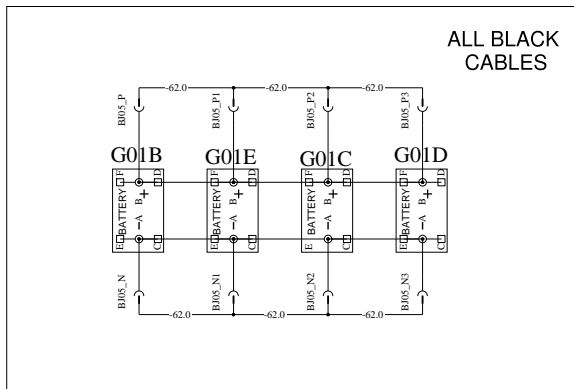 ALL BLACK
CABLES
-62.0 -62.0 -62.0
BJ05_P BJ05_P1 BJ05_P2 BJ05_P3
G01B G01E G01C G01D
F D F D F D F D
BATTERY B + BATTERY B + BATTERY B + BATTERY B +
- A - A - A - A
E C E C E C E C
BJ05_N BJ05_N1 BJ05_N2 BJ05_N3
-62.0 -62.0 -62.0